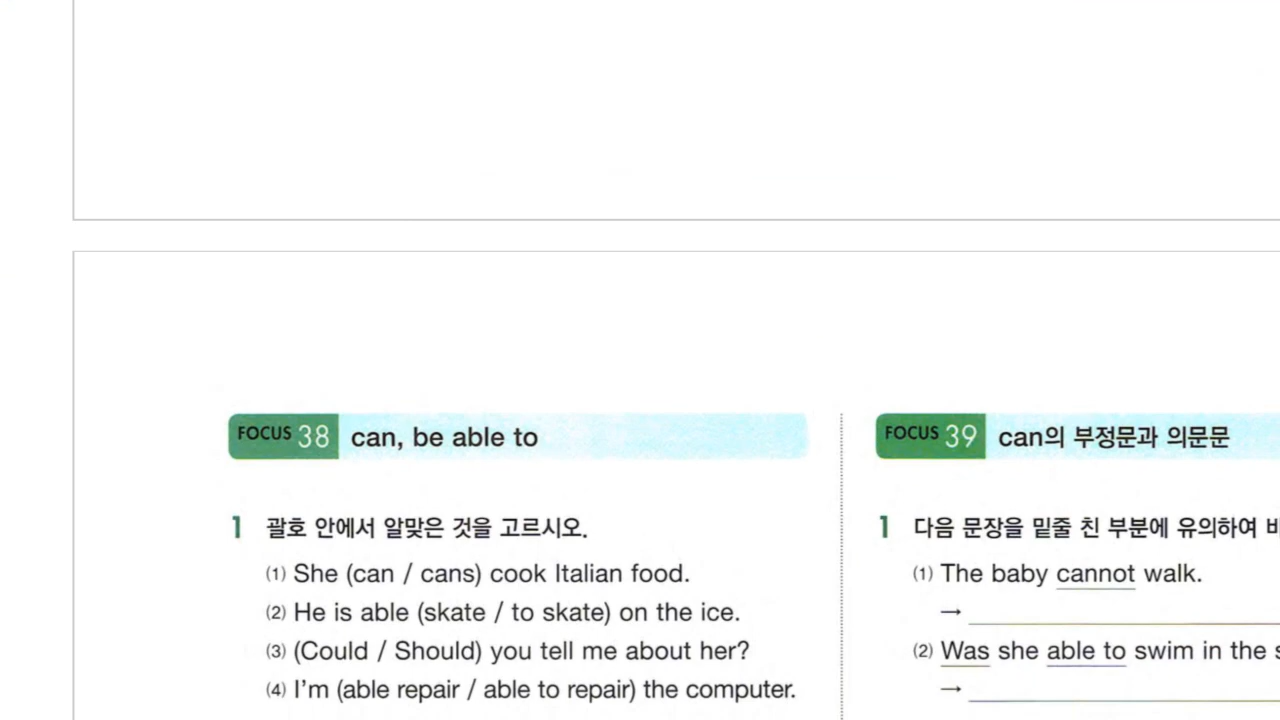 FOCUS 38 can, be able to
1 괄호 안에서 알맞은 것을 고르시오.
(1) She (can / cans) cook Italian food.
(2) He is able (skate / to skate) on the ice.
(3) (Could / Should) you tell me about her?
(4) I'm (able repair / able to repair) the computer.
FOCUS 39 can의 부정문과 의문문
1 다음 문장을 밑줄 친 부분에 유의하여
(1) The baby cannot walk.
→
(2) Was she able to swim in the
→